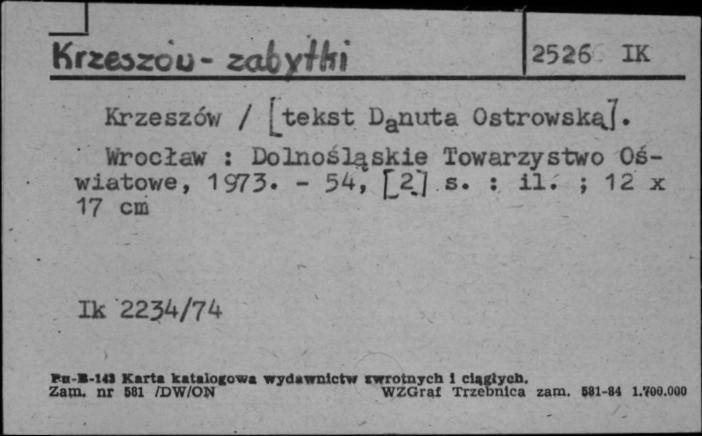 Krzeszów - zabytki 2526 IK
Krzeszów / [tekst Danuta Ostrowska].
Wrocław : Dolnośląskie Towarzystwo Oś-
wiatowe, 1973. - 54, [2] s. : il. ; 12 x
17 cm
Ik 2234/74
Pu-B-143 Karta katalogowa wydawnictw zwrotnych i ciągłych.
Zam. nr 581 /DW/ON WZGraf Trzebnica zam. 581-84 1.700.000